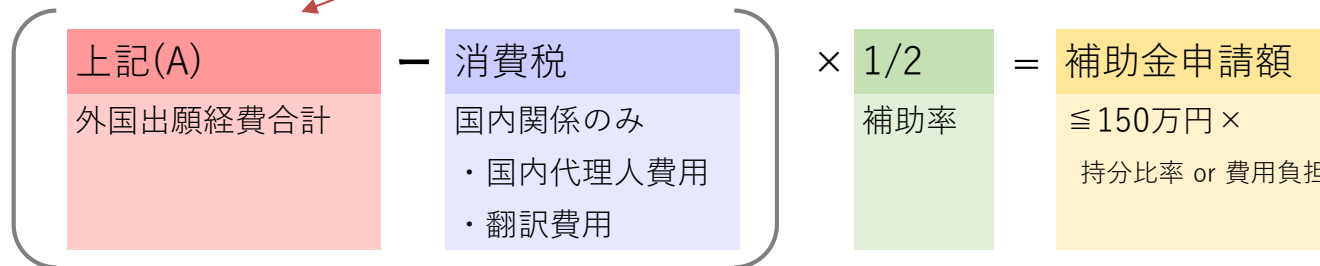 上記(A) ー 消費税 × 1/2 = 補助金申請額
外国出願経費合計 国内関係のみ 補助率 ≦150万円×
・国内代理人費用 持分比率 or 費用負担
・翻訳費用